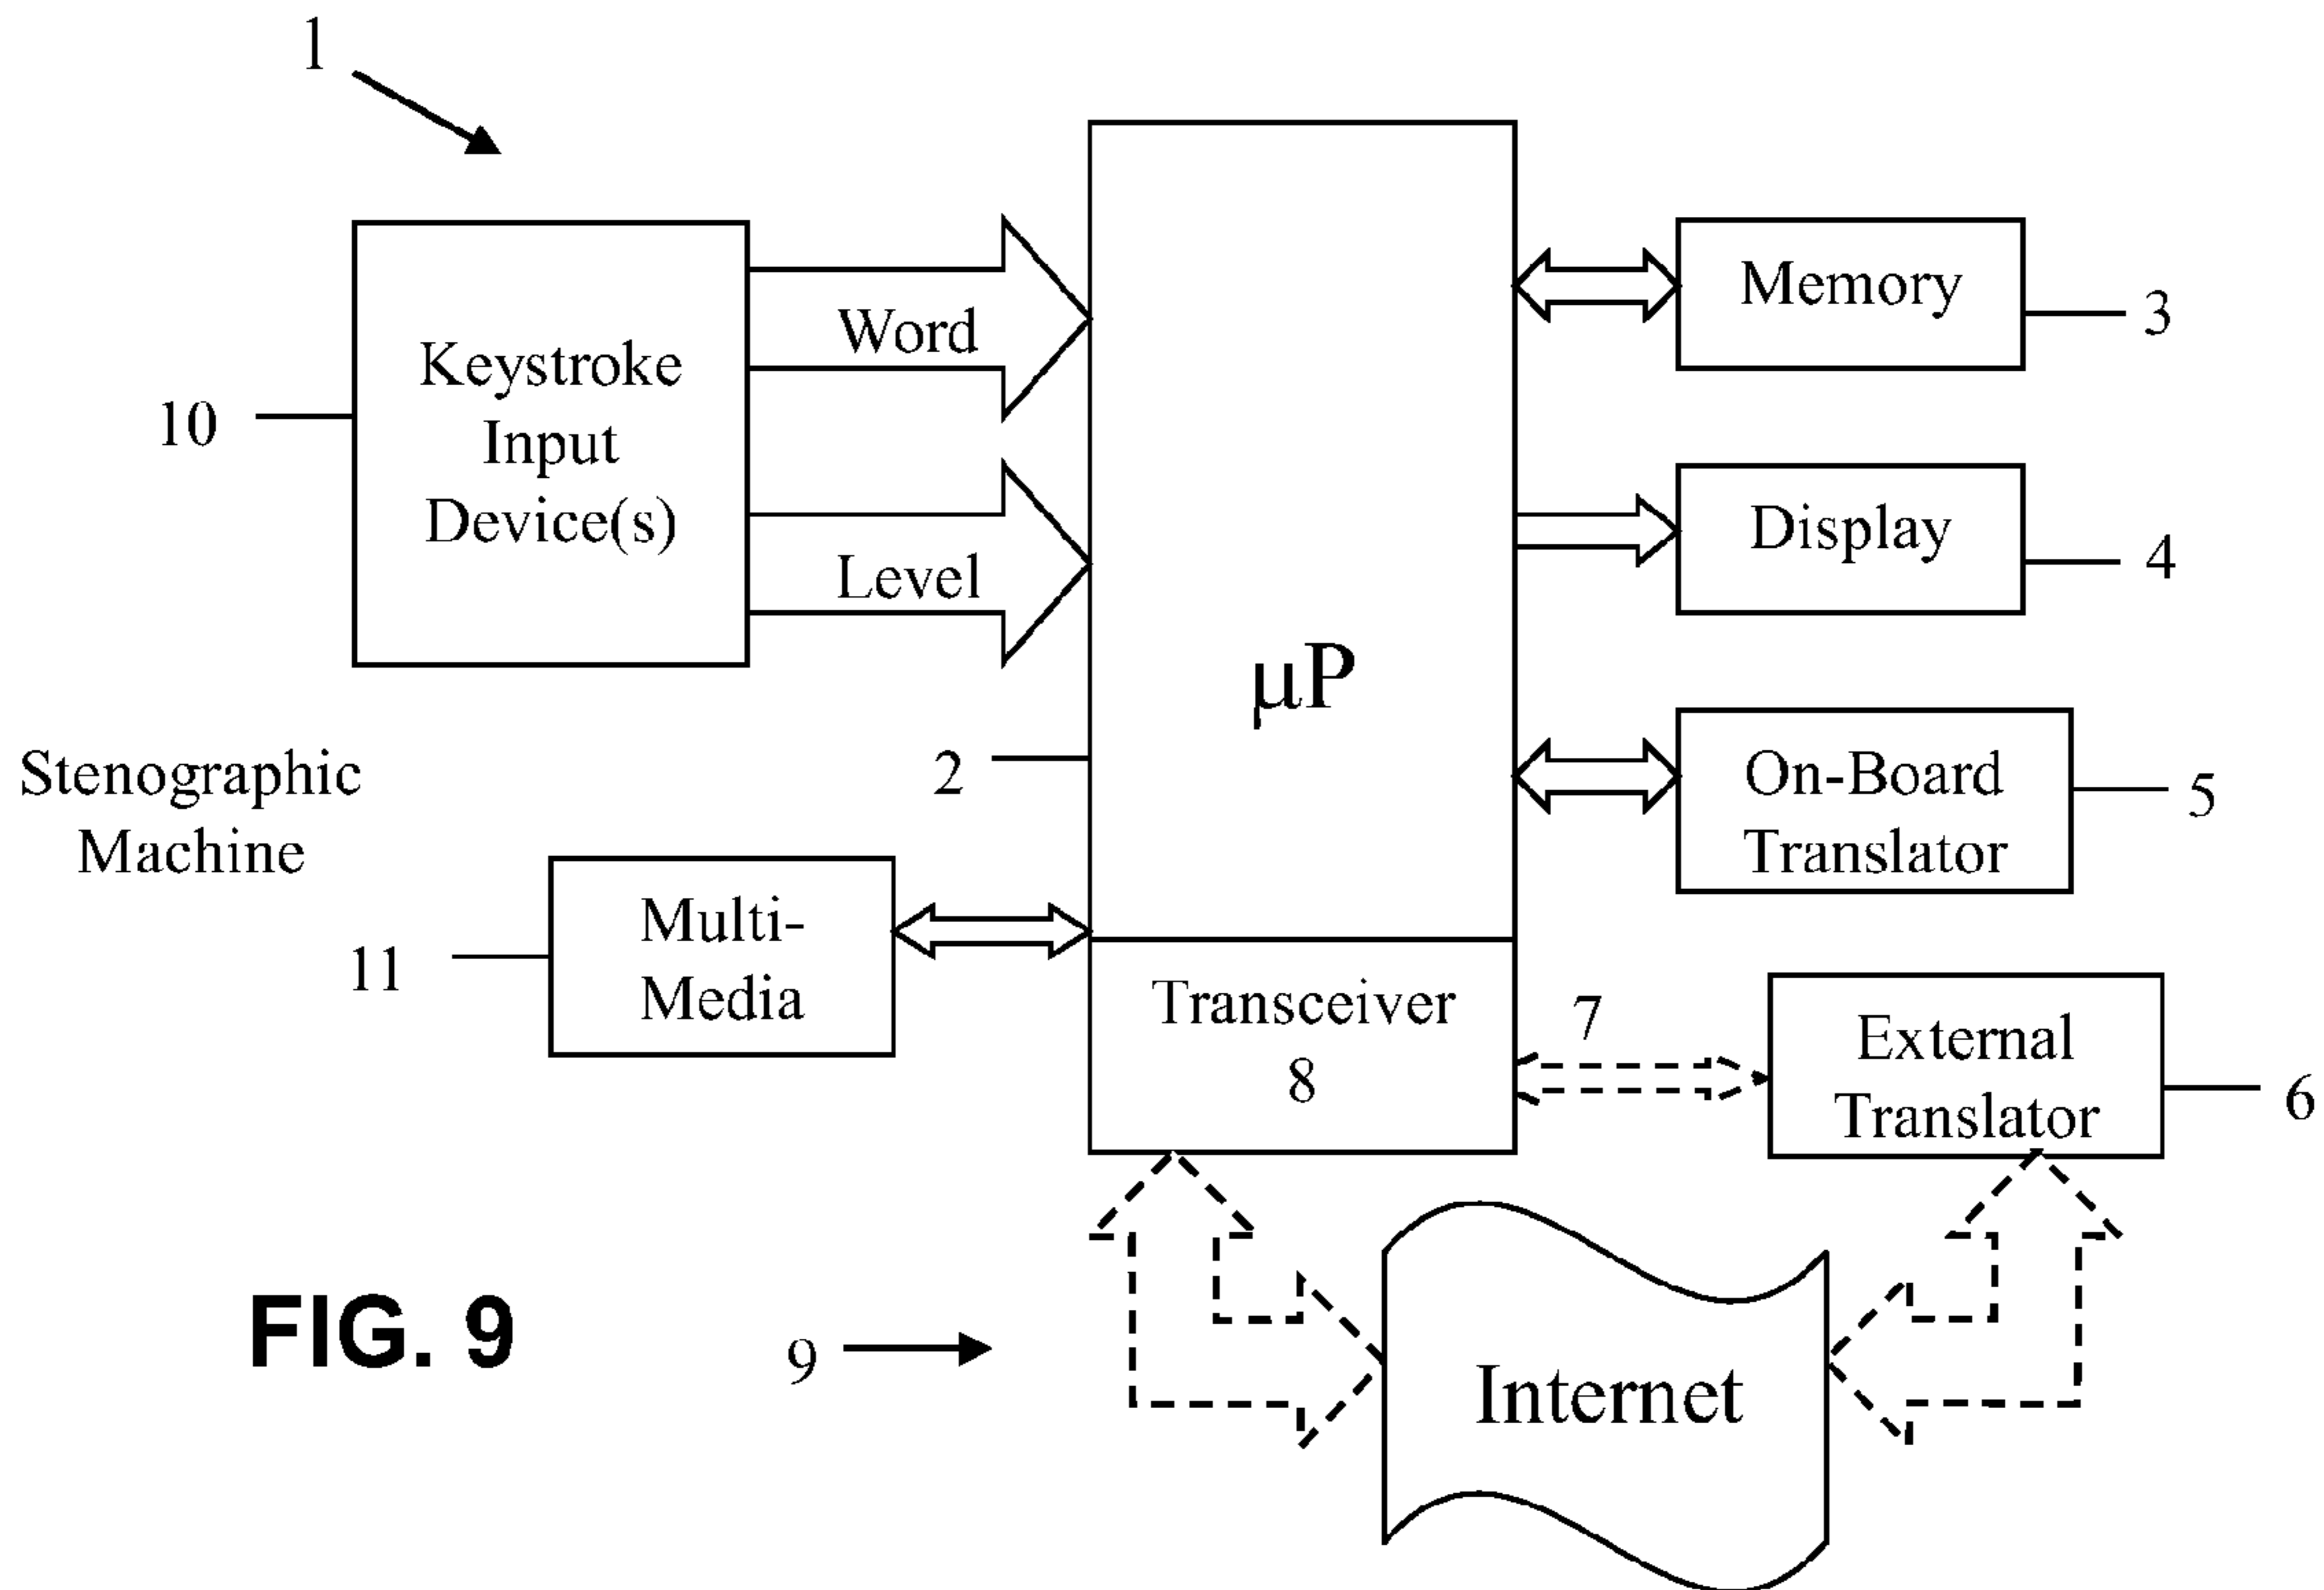 1
Keystroke
Input
Device(s)
10
Word
Level
μP
2
Memory
3
Display
4
On-Board
Translator
5
Stenographic
Machine
Multi-
Media
11
Transceiver
8
7
External
Translator
6
9
Internet
FIG. 9